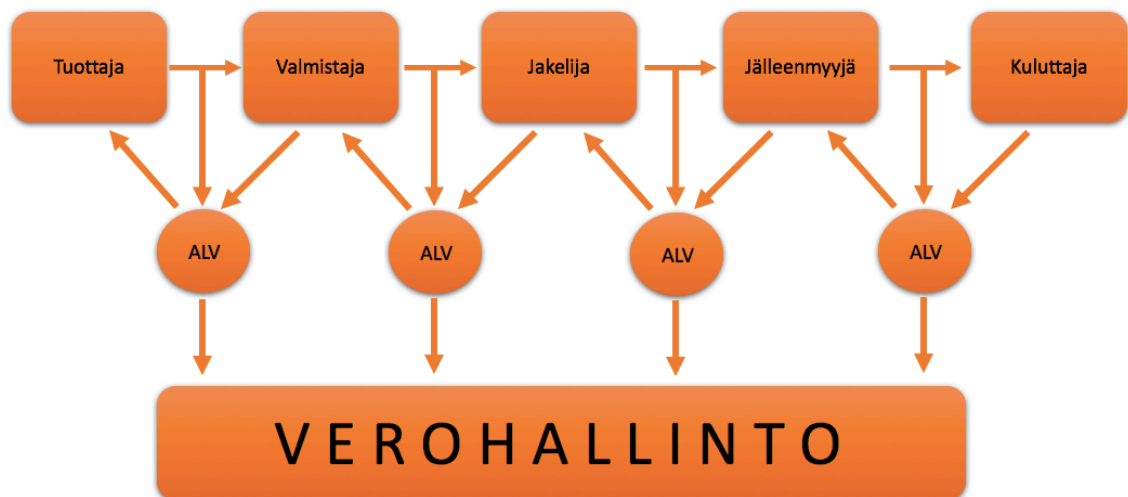 Tuottaja
Valmistaja
Jakelija
Jälleenmyyjä
Kuluttaja
ALV
ALV
ALV
ALV
VEROHALLINTO